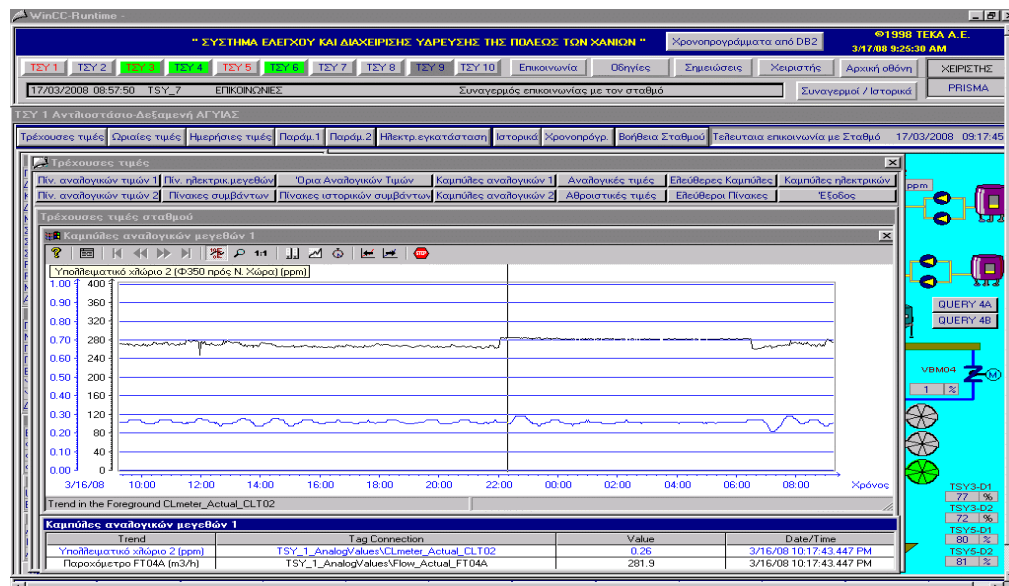 WinCC-Runtime -
" ΣΥΣΤΗΜΑ ΕΛΕΓΧΟΥ ΚΑΙ ΔΙΑΧΕΙΡΙΣΗΣ ΥΔΡΕΥΣΗΣ ΤΗΣ ΠΟΛΕΩΣ ΤΩΝ ΧΑΝΙΩΝ " Χρονοπρογράμματα από DB2 ©1998 TEKA A.E.
3/17/08 9:25:30 AM
ΤΣΥ 1 ΤΣΥ 2 ΤΣΥ 3 ΤΣΥ 4 ΤΣΥ 5 ΤΣΥ 6 ΤΣΥ 7 ΤΣΥ 8 ΤΣΥ 9 ΤΣΥ 10 Επικοινωνία Οδηγίες Σημειώσεις Χειριστής Αρχική οθόνη ΧΕΙΡΙΣΤΗΣ
17/03/2008 08:57:50 ΤΣΥ_7 ΕΠΙΚΟΙΝΩΝΙΕΣ Συναγερμός επικοινωνίας με τον σταθμό Συναγερμοί / Ιστορικά PRISMA
ΤΣΥ 1 Αντλιοστάσιο-Δεξαμενή ΑΓΥΙΑΣ
Τρέχουσες τιμές Ωριαίες τιμές Ημερήσιες τιμές Παράμ.1 Παράμ.2 Ηλεκτρ.εγκατάσταση Ιστορικά Χρονοπρόγρ. Βοήθεια Σταθμού Τελευταια επικοινωνία με Σταθμό 17/03/2008 09:17:45
Τρέχουσες τιμές
Πίν. αναλογικών τιμών 1 Πίν. ηλεκτρικ.μεγεθών Όρια Αναλογικών Τιμών Καμπύλες αναλογικών 1 Αναλογικές τιμές Ελεύθερες Καμπύλες Καμπύλες ηλεκτρικών
Πίν. αναλογικών τιμών 2 Πίνακες συμβάντων Πίνακες ιστορικών συμβάντων Καμπύλες αναλογικών 2 Αθροιστικές τιμές Ελεύθεροι Πίνακες Έξοδος
ppm
Τρέχουσες τιμές σταθμού
Καμπύλες αναλογικών μεγεθών 1
1:1
STOP
Υπολλειματικό χλώριο 2 (Φ350 πρός Ν. Χώρα) (ppm)
1.00 400
0.90 360
0.80 320
0.70 280
0.60 240
0.50 200
0.40 160
0.30 120
0.20 80
0.10 40
0.00 0
3/16/08 10:00 12:00 14:00 16:00 18:00 20:00 22:00 00:00 02:00 04:00 06:00 08:00 Χρόνος
QUERY 4A
QUERY 4B
VBM04
M
1 %
Trend in the Foreground CLmeter_Actual_CLT02
Καμπύλες αναλογικών μεγεθών 1
Trend Tag Connection Value Date/Time
Υπολλειματικό χλώριο 2 (ppm) TSY_1_AnalogValues\CLmeter_Actual_CLT02 0.26 3/16/08 10:17:43.447 PM
Παροχόμετρο FT04A (m3/h) TSY_1_AnalogValues\Flow_Actual_FT04A 281.9 3/16/08 10:17:43.447 PM
TSY3-D1
77 %
TSY3-D2
72 %
TSY5-D1
80 %
TSY5-D2
81 %